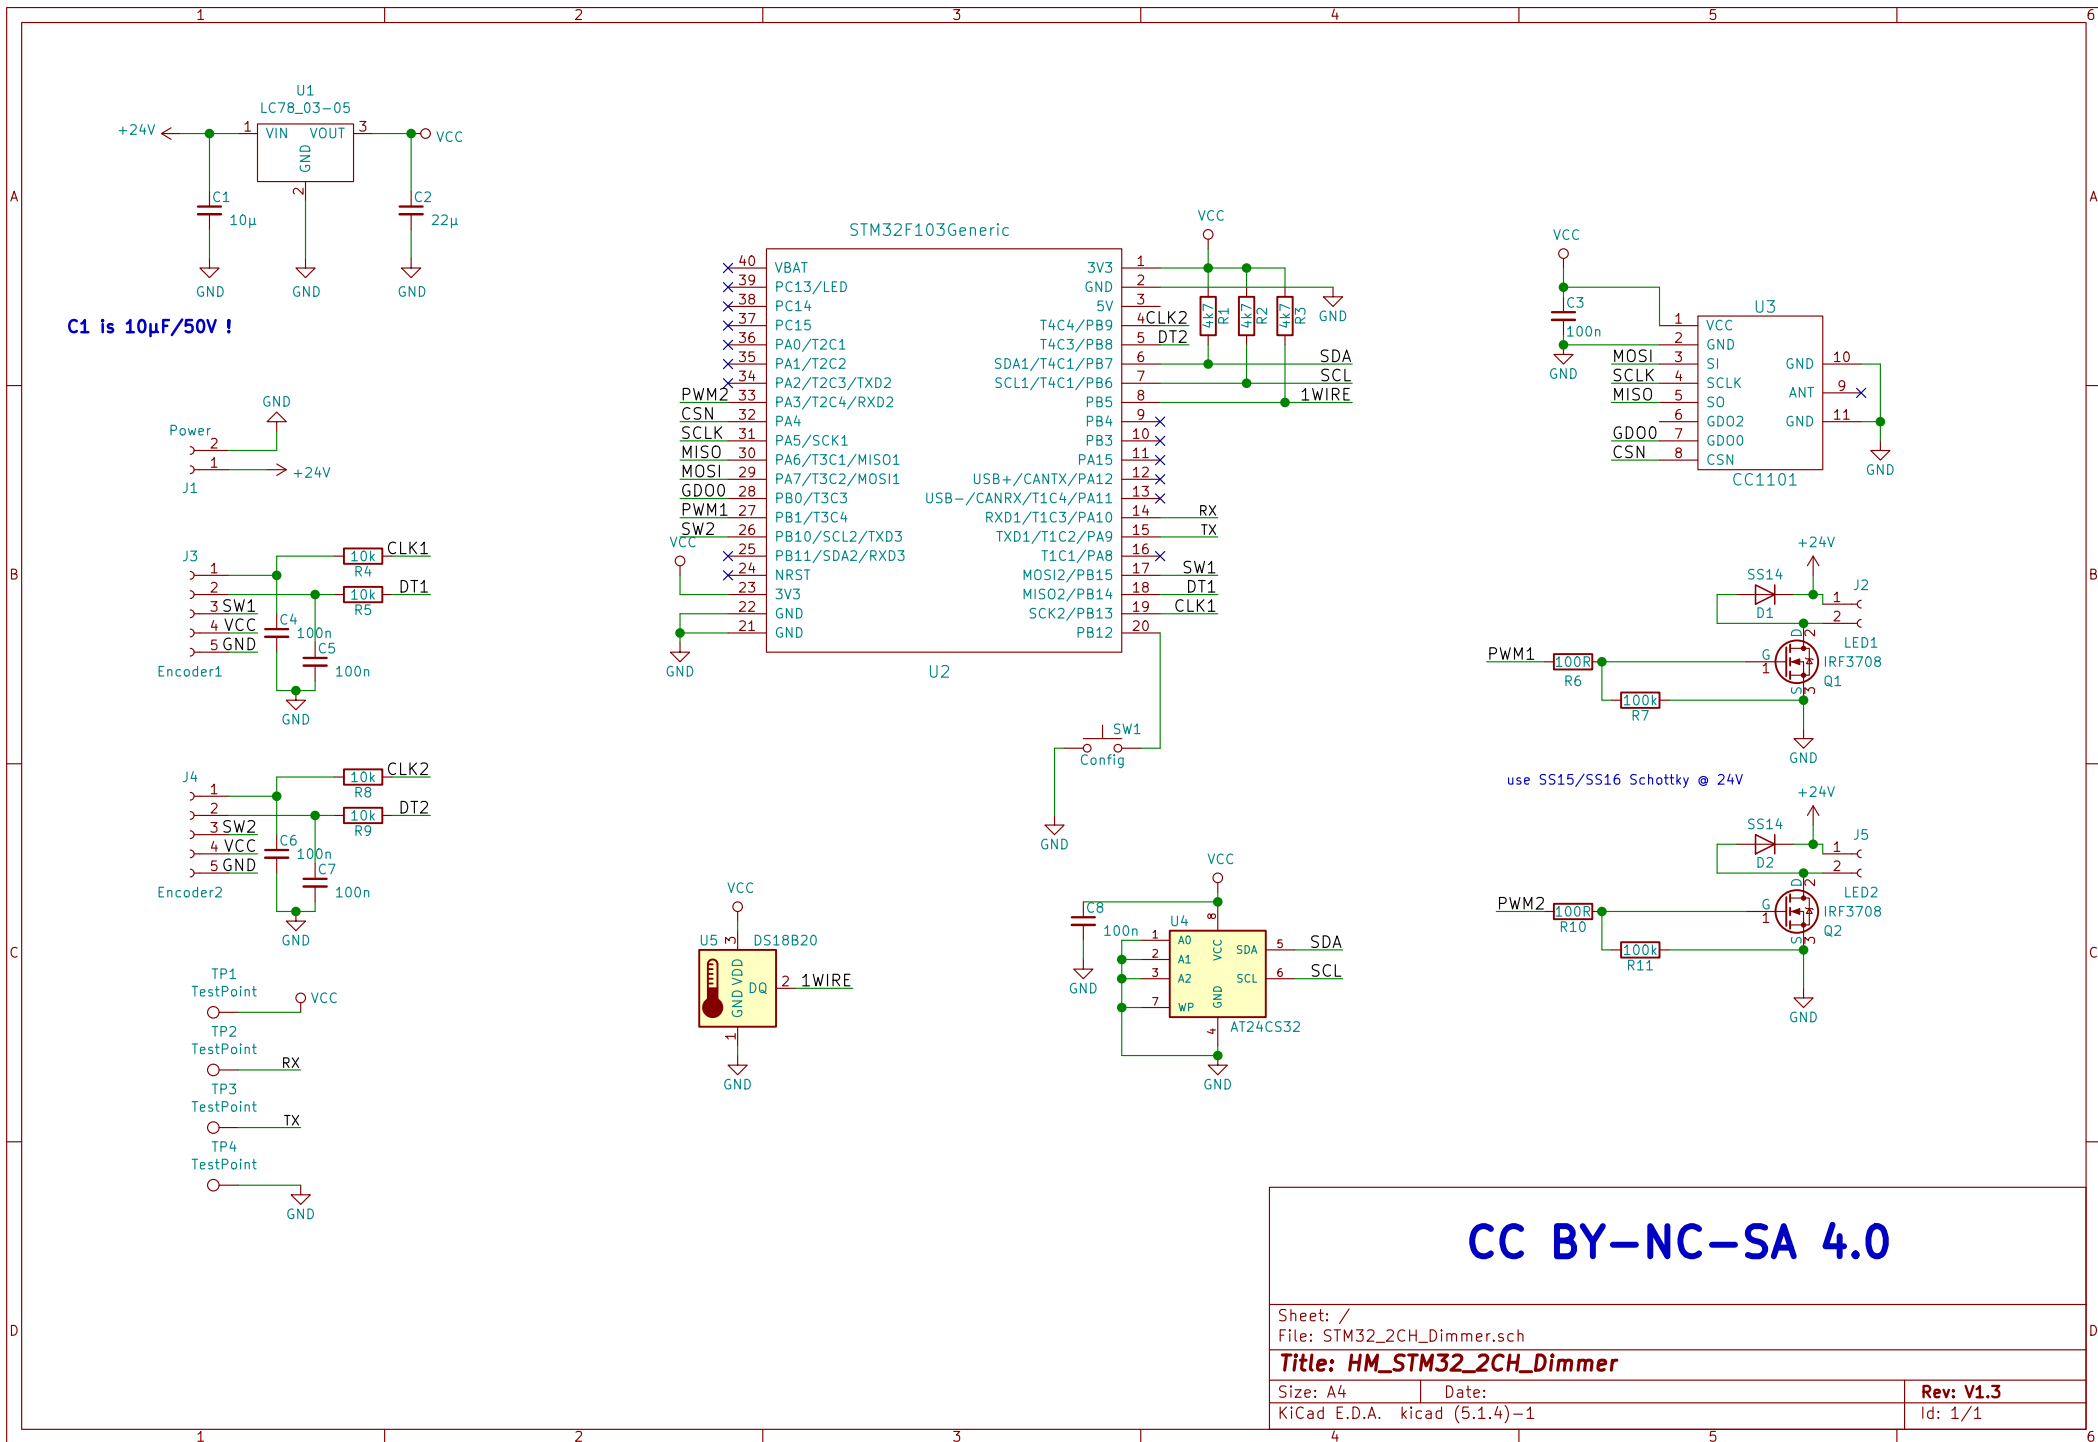 1 2 3 4 5 6
A A
B B
C C
D D
U1
LC78_03-05
+24V
1 VIN VOUT 3
GND
2
VCC
C1
10µ
C2
22µ
GND GND GND
C1 is 10µF/50V !
GND
Power
2
1
+24V
J1
J3
1
2
3 SW1
4 VCC
5 GND
Encoder1
10k
R4
CLK1
10k
R5
DT1
C4
100n
C5
100n
GND
J4
1
2
3 SW2
4 VCC
5 GND
Encoder2
10k
R8
CLK2
10k
R9
DT2
C6
100n
C7
100n
GND
TP1
TestPoint
VCC
TP2
TestPoint
RX
TP3
TestPoint
TX
TP4
TestPoint
GND
STM32F103Generic
40 VBAT
39 PC13/LED
38 PC14
37 PC15
36 PA0/T2C1
35 PA1/T2C2
34 PA2/T2C3/TXD2
PWM2 33 PA3/T2C4/RXD2
CSN 32 PA4
SCLK 31 PA5/SCK1
MISO 30 PA6/T3C1/MISO1
MOSI 29 PA7/T3C2/MOSI1
GDO0 28 PB0/T3C3
PWM1 27 PB1/T3C4
SW2 26 PB10/SCL2/TXD3
VCC
25 PB11/SDA2/RXD3
24 NRST
23 3V3
22 GND
21 GND
GND
3V3 1
GND 2
5V 3
T4C4/PB9 4 CLK2
T4C3/PB8 5 DT2
SDA1/T4C1/PB7 6 SDA
SCL1/T4C1/PB6 7 SCL
PB5 8 1WIRE
PB4 9
PB3 10
PA15 11
USB+/CANTX/PA12 12
USB-/CANRX/T1C4/PA11 13
RXD1/T1C3/PA10 14 RX
TXD1/T1C2/PA9 15 TX
T1C1/PA8 16
MOSI2/PB15 17 SW1
MISO2/PB14 18 DT1
SCK2/PB13 19 CLK1
PB12 20
U2
VCC
4k7 R1
4k7 R2
4k7 R3
GND
SW1
Config
GND
VCC
U5 3 DS18B20
GND VDD
DQ 2 1WIRE
1
GND
VCC
C8
100n
GND
U4
8
VCC
1 A0
2 A1
3 A2
7 WP
SDA 5 SDA
SCL 6 SCL
GND
4
AT24CS32
GND
VCC
C3
100n
GND
U3
1 VCC
2 GND
MOSI 3 SI
SCLK 4 SCLK
MISO 5 SO
6 GDO2
GDO0 7 GDO0
CSN 8 CSN
GND 10
ANT 9
GND 11
CC1101
GND
+24V
SS14
D1
J2
1
2
LED1
PWM1
100R
R6
100k
R7
G
1
D
2
S
3
IRF3708
Q1
GND
use SS15/SS16 Schottky @ 24V
+24V
SS14
D2
J5
1
2
LED2
PWM2
100R
R10
100k
R11
G
1
D
2
S
3
IRF3708
Q2
GND
CC BY-NC-SA 4.0
Sheet: /
File: STM32_2CH_Dimmer.sch
Title: HM_STM32_2CH_Dimmer
Size: A4 Date: Rev: V1.3
KiCad E.D.A. kicad (5.1.4)-1 Id: 1/1
1 2 3 4 5 6